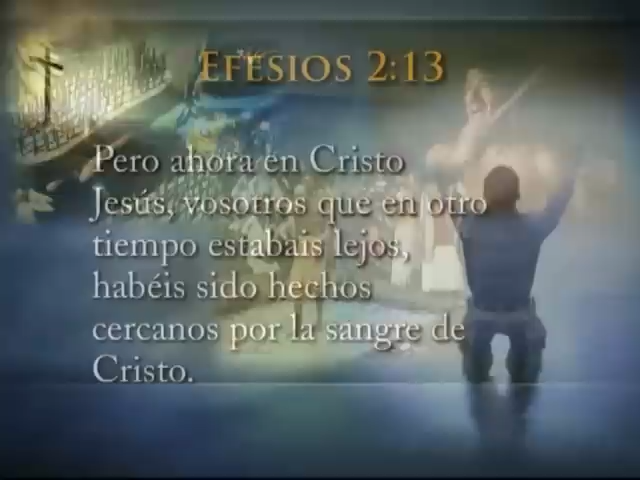 EFESIOS 2:13
Pero ahora en Cristo
Jesús, vosotros que en otro
tiempo estabais lejos,
habéis sido hechos
cercanos por la sangre de
Cristo.